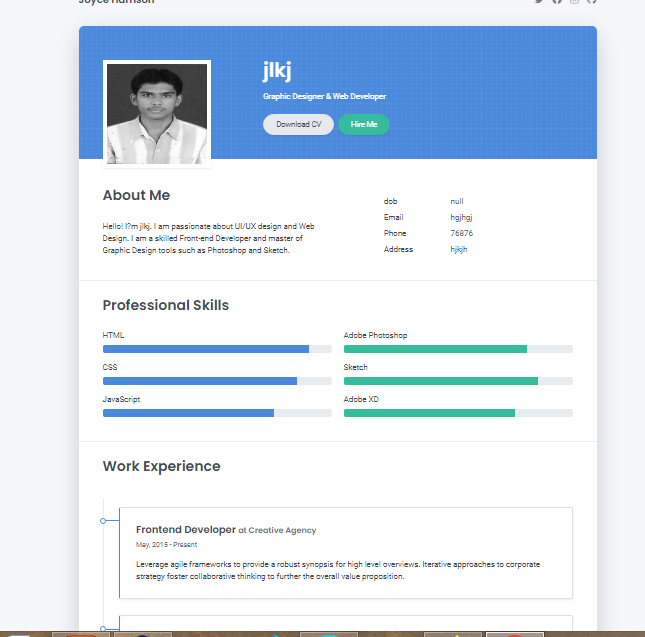 Joyce Harrison
jlkj
Graphic Designer & Web Developer
Download CV
Hire Me
About Me
Hello! I?m jlkj. I am passionate about UI/UX design and Web
Design. I am a skilled Front-end Developer and master of
Graphic Design tools such as Photoshop and Sketch.
dob null
Email hgjhgj
Phone 76876
Address hjkjh
Professional Skills
HTML
Adobe Photoshop
CSS
Sketch
JavaScript
Adobe XD
Work Experience
Frontend Developer at Creative Agency
May, 2015 - Present
Leverage agile frameworks to provide a robust synopsis for high level overviews. Iterative approaches to corporate
strategy foster collaborative thinking to further the overall value proposition.